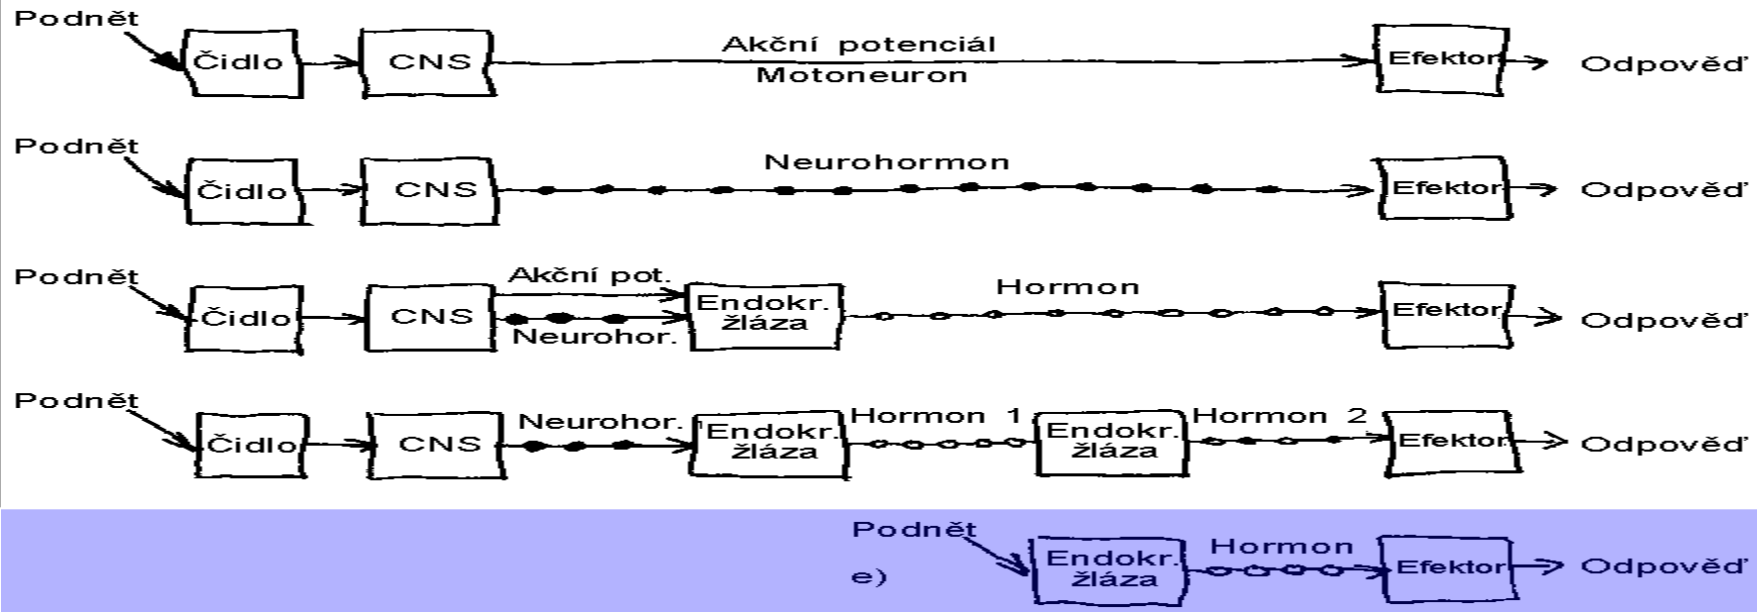 Podnět
Čidlo CNS Akční potenciál Efektor Odpověď
Motoneuron
Podnět
Neurohormon
Čidlo CNS Efektor Odpověď
Podnět Akční pot. Hormon
Čidlo CNS Endokr. Efektor Odpověď
žláza
Neurohor.
Podnět
Neurohor. Hormon 1 Hormon 2
Čidlo CNS Endokr. Endokr. Efektor Odpověď
žláza žláza
Podnět
Hormon
e) Endokr. Efektor Odpověď
žláza